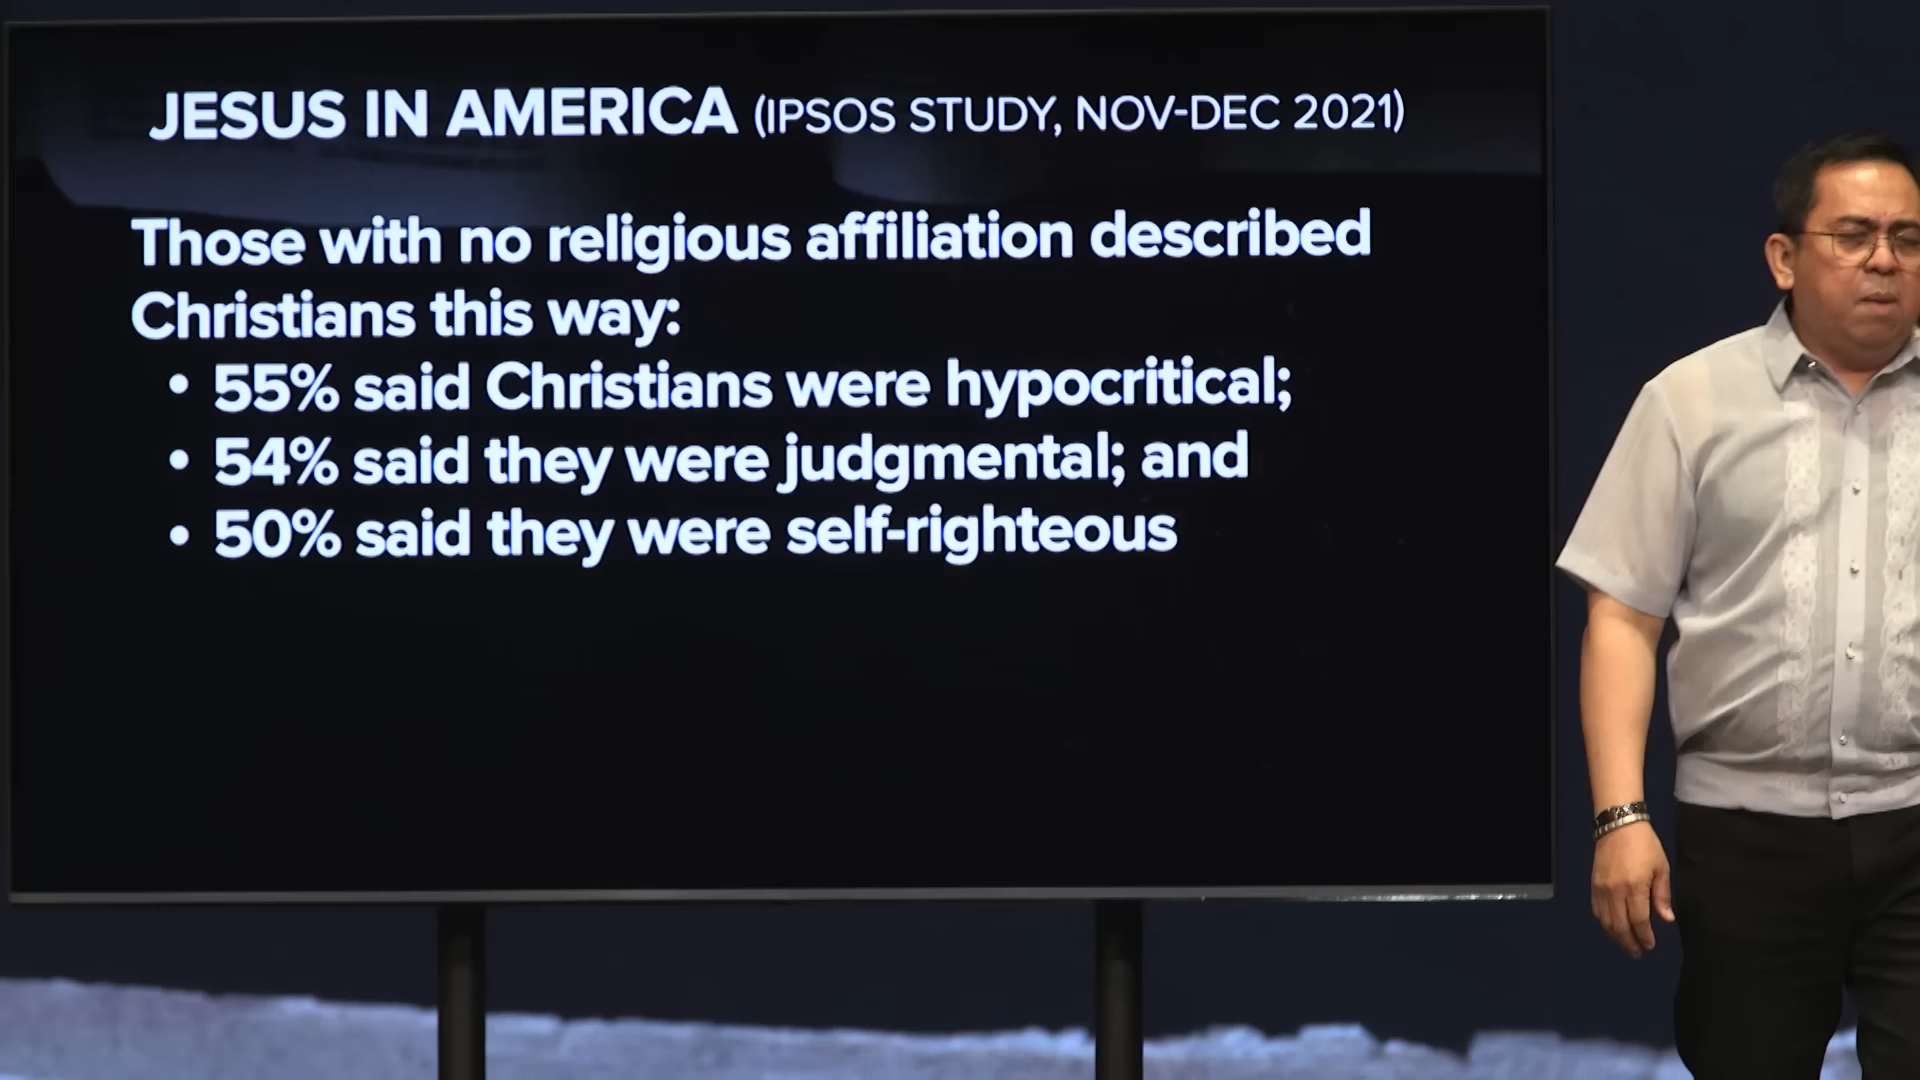 JESUS IN AMERICA (IPSOS STUDY, NOV-DEC 2021)
Those with no religious affiliation described
Christians this way:
• 55% said Christians were hypocritical;
• 54% said they were judgmental; and
• 50% said they were self-righteous